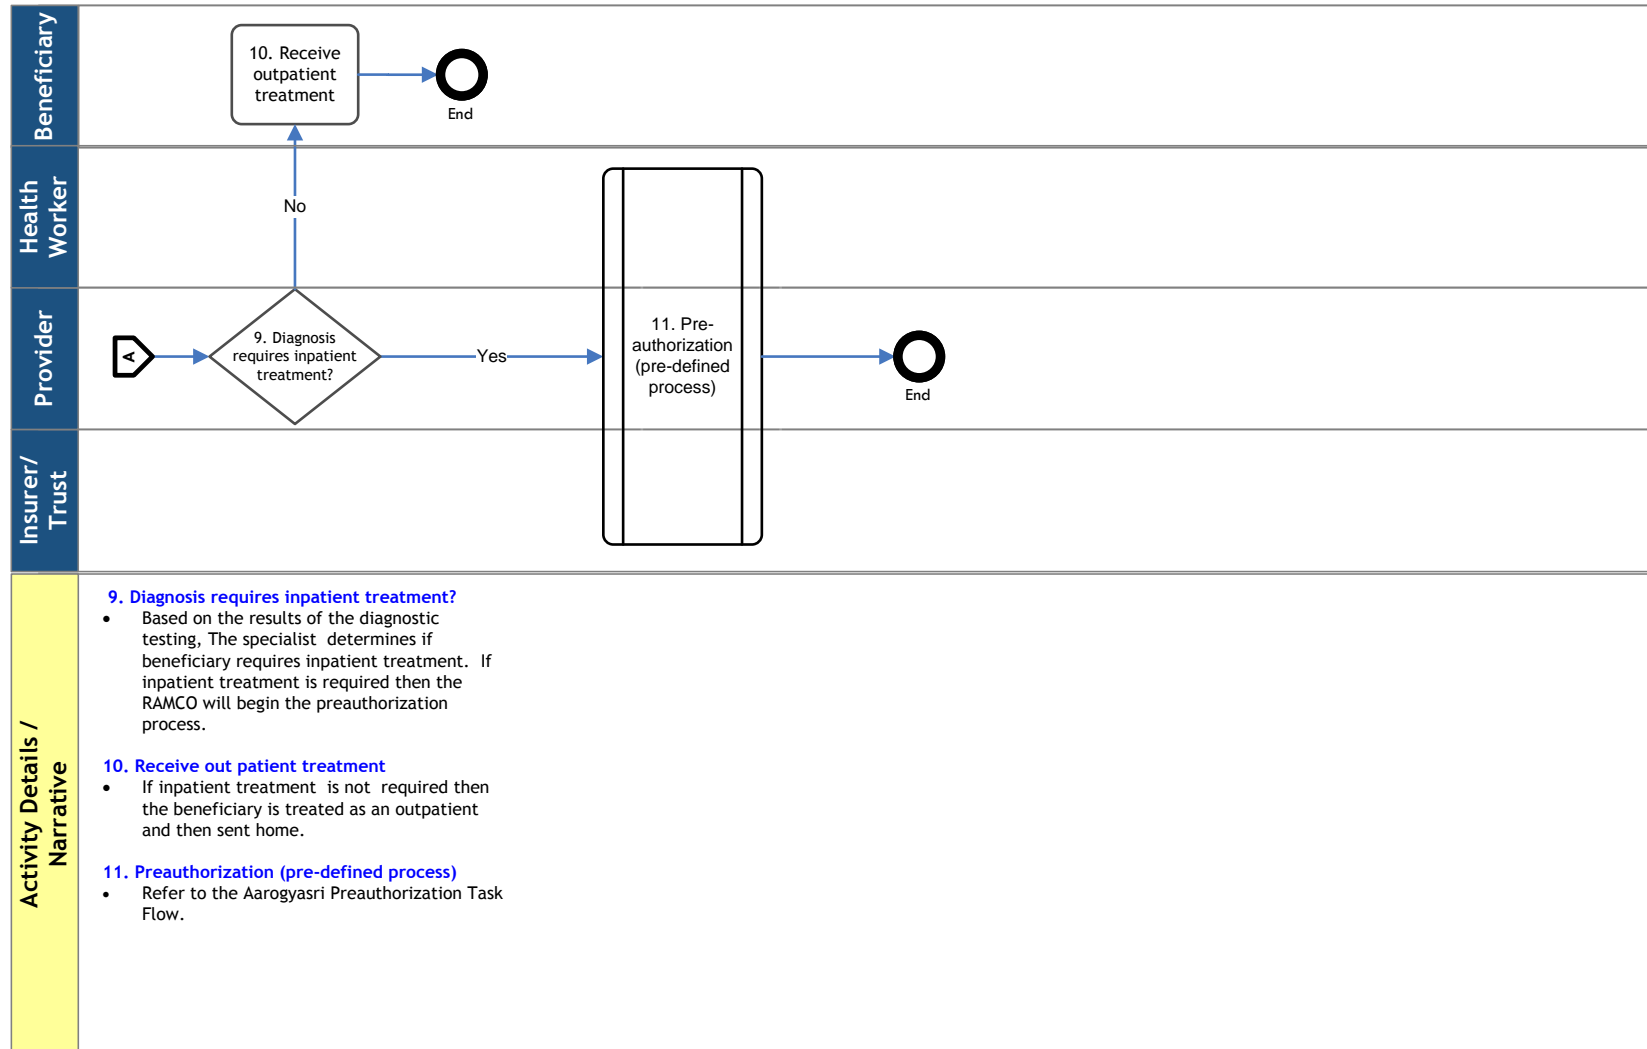 Beneficiary
10. Receive
outpatient
treatment
End
Health
Worker
No
Provider
A
9. Diagnosis
requires inpatient
treatment?
Yes
11. Pre-
authorization
(pre-defined
process)
End
Insurer/
Trust
Activity Details /
Narrative
9. Diagnosis requires inpatient treatment?
• Based on the results of the diagnostic
testing, The specialist determines if
beneficiary requires inpatient treatment. If
inpatient treatment is required then the
RAMCO will begin the preauthorization
process.
10. Receive out patient treatment
• If inpatient treatment is not required then
the beneficiary is treated as an outpatient
and then sent home.
11. Preauthorization (pre-defined process)
• Refer to the Aarogyasri Preauthorization Task
Flow.